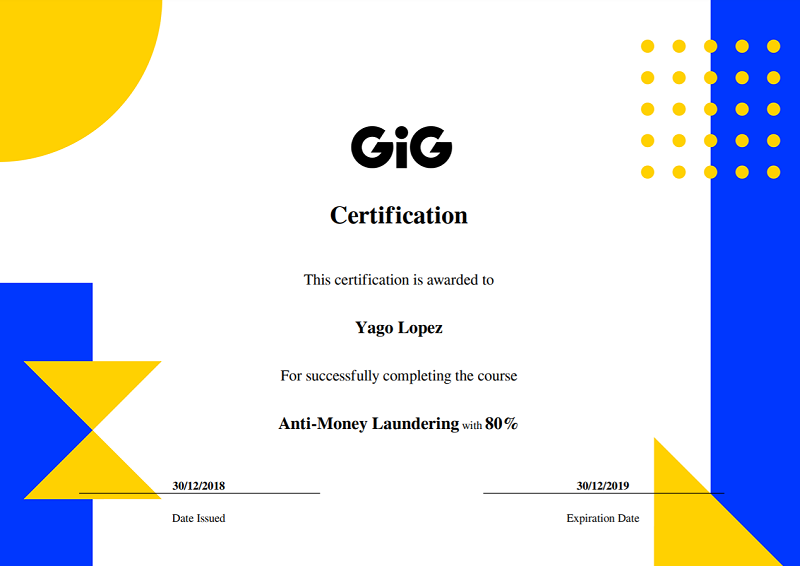 GiG
Certification
This certification is awarded to
Yago Lopez
For successfully completing the course
Anti-Money Laundering with 80%
30/12/2018
30/12/2019
Date Issued
Expiration Date